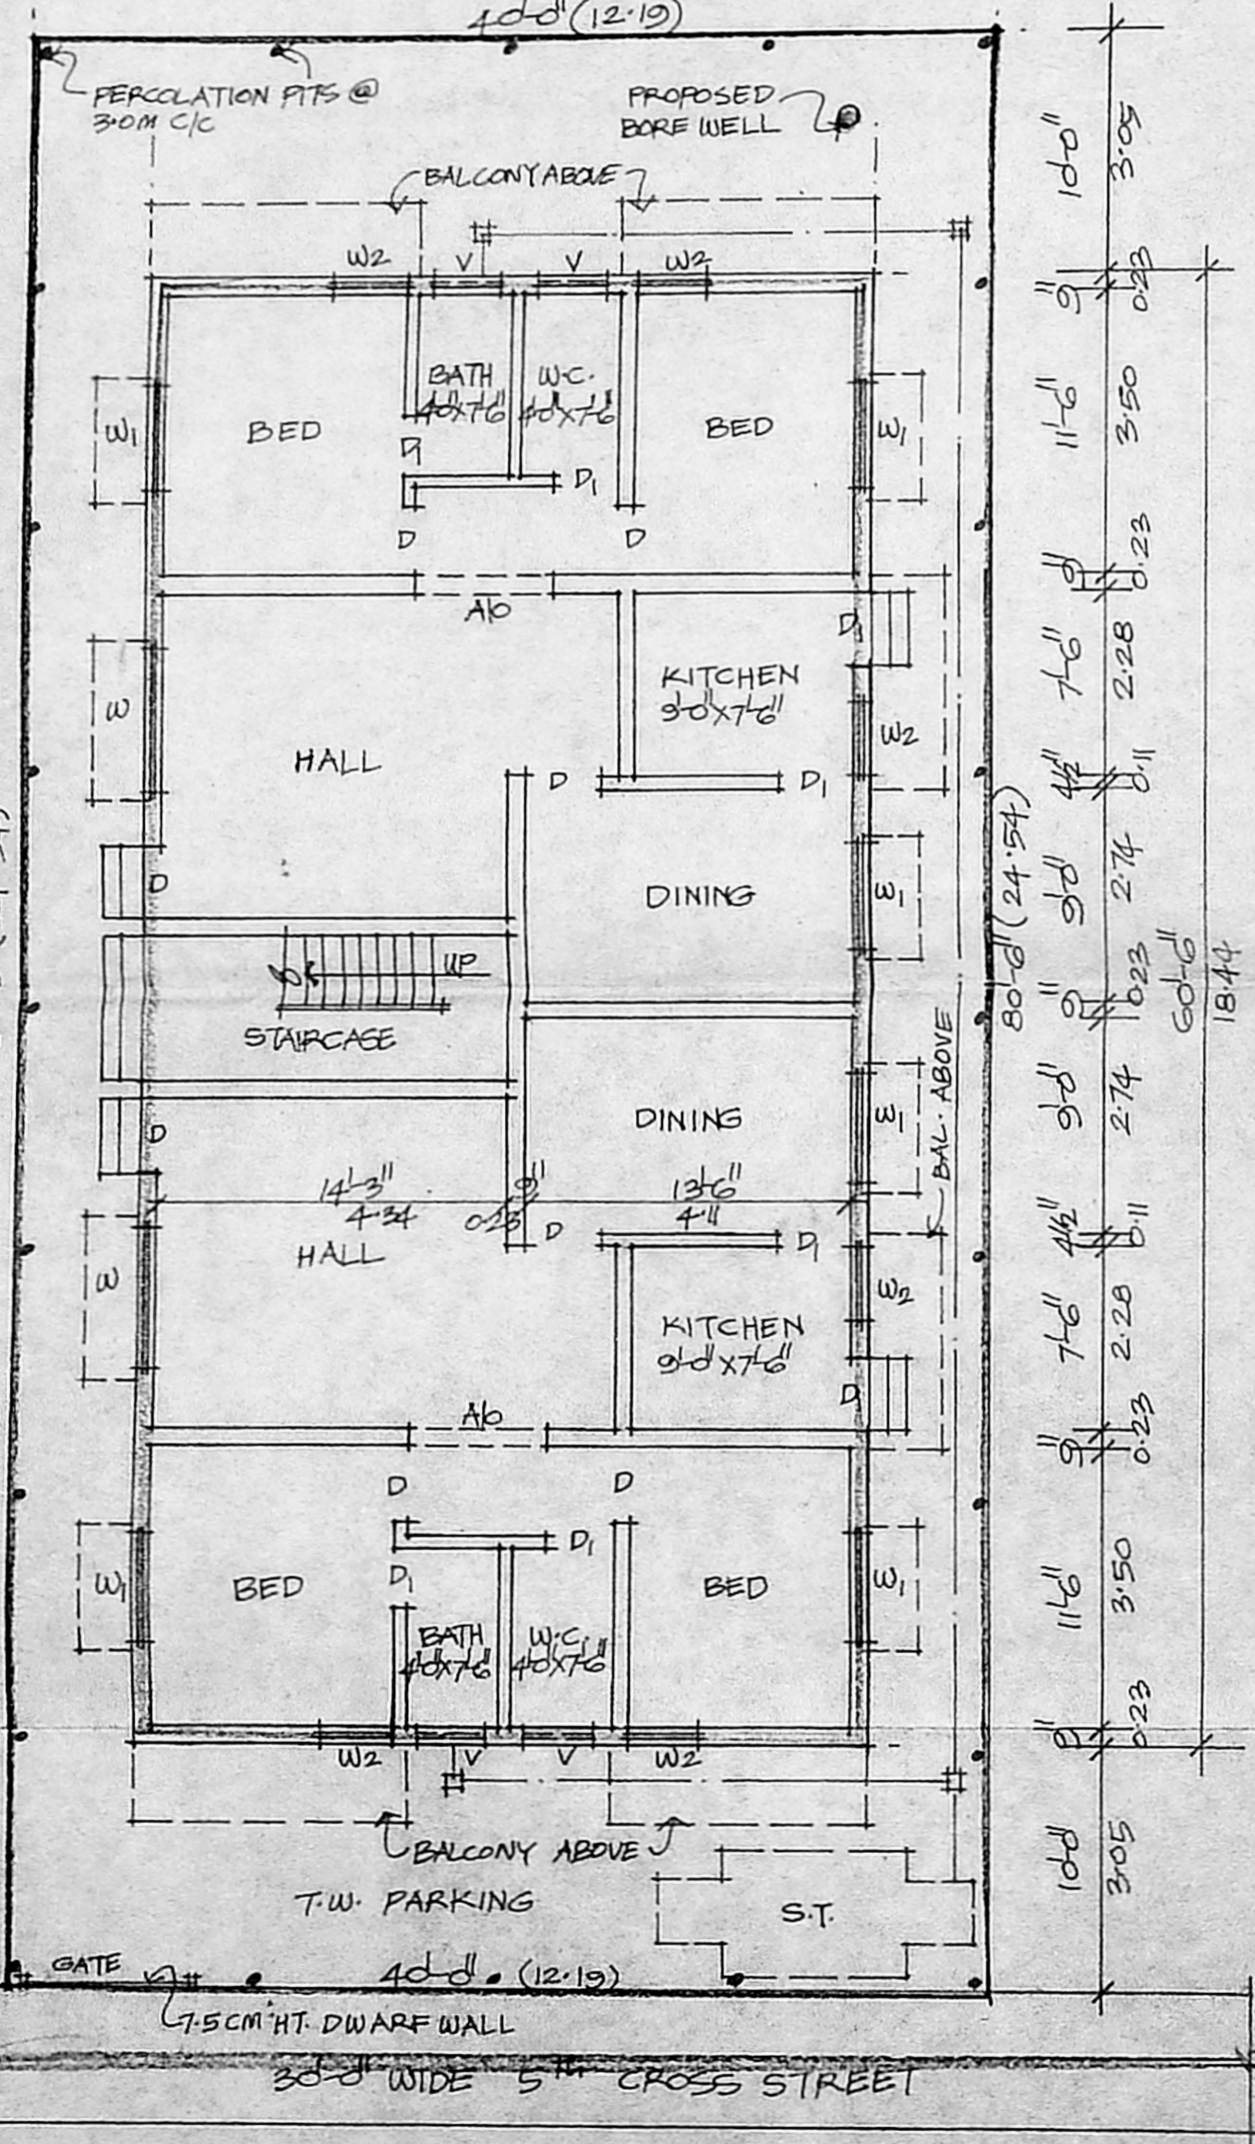 40'-0" (12.19)
PERCOLATION PITS @
3.0M C/C
PROPOSED
BORE WELL
BALCONY ABOVE
W2
V
V
W2
10'-0"
3.05
9"
0.23
BATH
4'0"X7'-6"
W.C.
4'0"X7'-6"
W1
BED
BED
W1
11'-6"
3.50
D1
D1
D
D
9"
0.23
A/O
D1
KITCHEN
9'-0"X7'-6"
W
W2
HALL
7'-6"
2.28
D
D1
4½"
0.11
D
DINING
W1
9'-0"
2.74
80'-6" (24.54)
UP
STAIRCASE
9"
0.23
60'-6"
18.44
BAL. ABOVE
D
DINING
W1
9'-0"
2.74
14'-3"
4.34
9"
0.23
13'-6"
4.11
D
D1
4½"
0.11
HALL
W
W2
KITCHEN
9'-0"X7'-6"
7'-6"
2.28
D
A/O
9"
0.23
D
D
D1
D1
W1
BED
BED
W1
11'-6"
3.50
BATH
4'0"X7'-6"
W.C.
4'0"X7'-6"
W2
V
V
W2
9"
0.23
BALCONY ABOVE
10'-0"
3.05
T.W. PARKING
S.T.
GATE
40'-0" (12.19)
7.5CM HT. DWARF WALL
30'-0" WIDE 5TH CROSS STREET